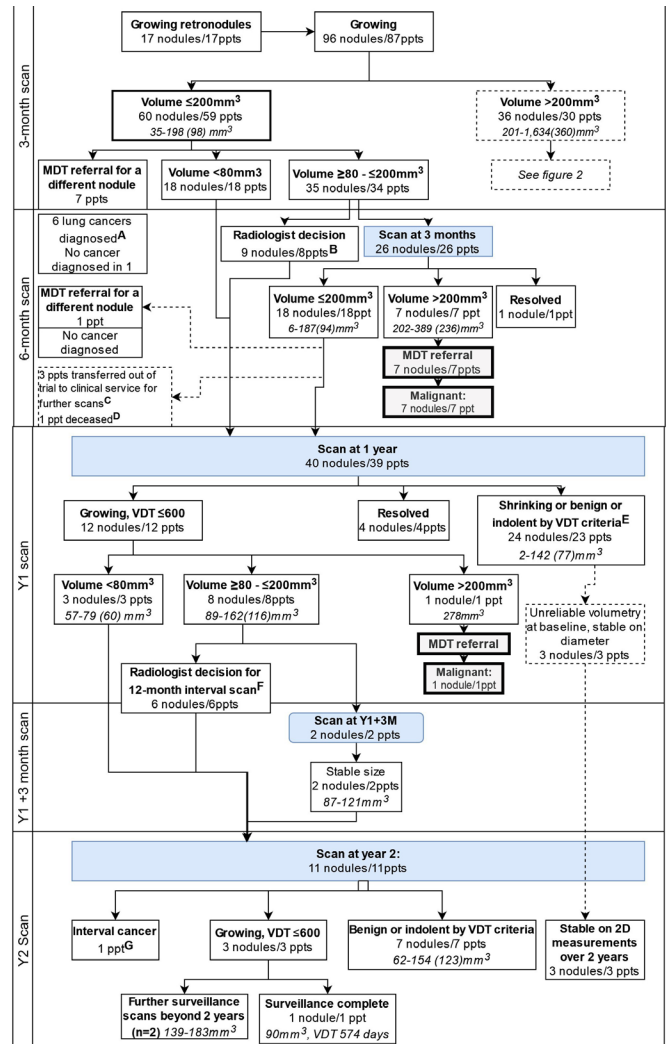 3-month scan
Growing retronodules
17 nodules/17ppts
Growing
96 nodules/87ppts
Volume ≤200mm³
60 nodules/59 ppts
35-198 (98) mm³
Volume >200mm³
36 nodules/30 ppts
201-1,634(360)mm³
MDT referral for a
different nodule
7 ppts
Volume <80mm3
18 nodules/18 ppts
Volume ≥80 - ≤200mm³
35 nodules/34 ppts
See figure 2
6-month scan
6 lung cancers
diagnosedA
No cancer
diagnosed in 1
Radiologist decision
9 nodules/8pptsB
Scan at 3 months
26 nodules/26 ppts
MDT referral for a
different nodule
1 ppt
No cancer
diagnosed
Volume ≤200mm³
18 nodules/18ppt
6-187(94)mm³
Volume >200mm³
7 nodules/7 ppt
202-389 (236)mm³
Resolved
1 nodule/1ppt
MDT referral
7 nodules/7ppts
Malignant:
7 nodules/7 ppt
3 ppts transferred out of
trial to clinical service for
further scansC
1 ppt deceasedD
Y1 scan
Scan at 1 year
40 nodules/39 ppts
Growing, VDT ≤600
12 nodules/12 ppts
Resolved
4 nodules/4ppts
Shrinking or benign or
indolent by VDT criteriaE
24 nodules/23 ppts
2-142 (77)mm³
Volume <80mm³
3 nodules/3 ppts
57-79 (60) mm³
Volume ≥80 - ≤200mm³
8 nodules/8ppts
89-162(116)mm³
Volume >200mm³
1 nodule/1 ppt
278mm³
MDT referral
Malignant:
1nodule/1ppt
Unreliable volumetry
at baseline, stable on
diameter
3 nodules/3 ppts
Radiologist decision for
12-month interval scanF
6 nodules/6ppts
Y1 +3 month scan
Scan at Y1+3M
2 nodules/2 ppts
Stable size
2 nodules/2ppts
87-121mm³
Y2 Scan
Scan at year 2:
11 nodules/11ppts
Interval cancer
1 pptG
Growing, VDT ≤600
3 nodules/3 ppts
Benign or indolent by VDT criteria
7 nodules/7 ppts
62-154 (123)mm³
Stable on 2D
measurements
over 2 years
3 nodules/3 ppts
Further surveillance
scans beyond 2 years
(n=2) 139-183mm³
Surveillance complete
1 nodule/1 ppt
90mm³, VDT 574 days